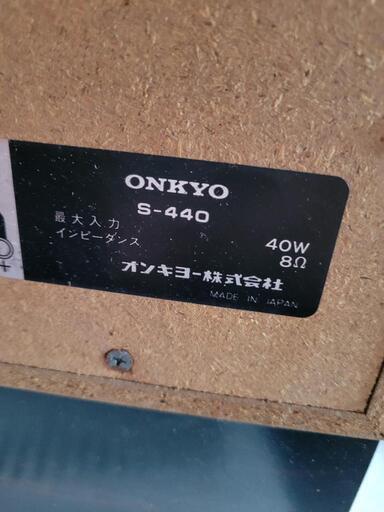 ONKYO
S-440
最大入力 40W
インピーダンス 8Ω
オンキヨー株式会社
MADE IN JAPAN
+